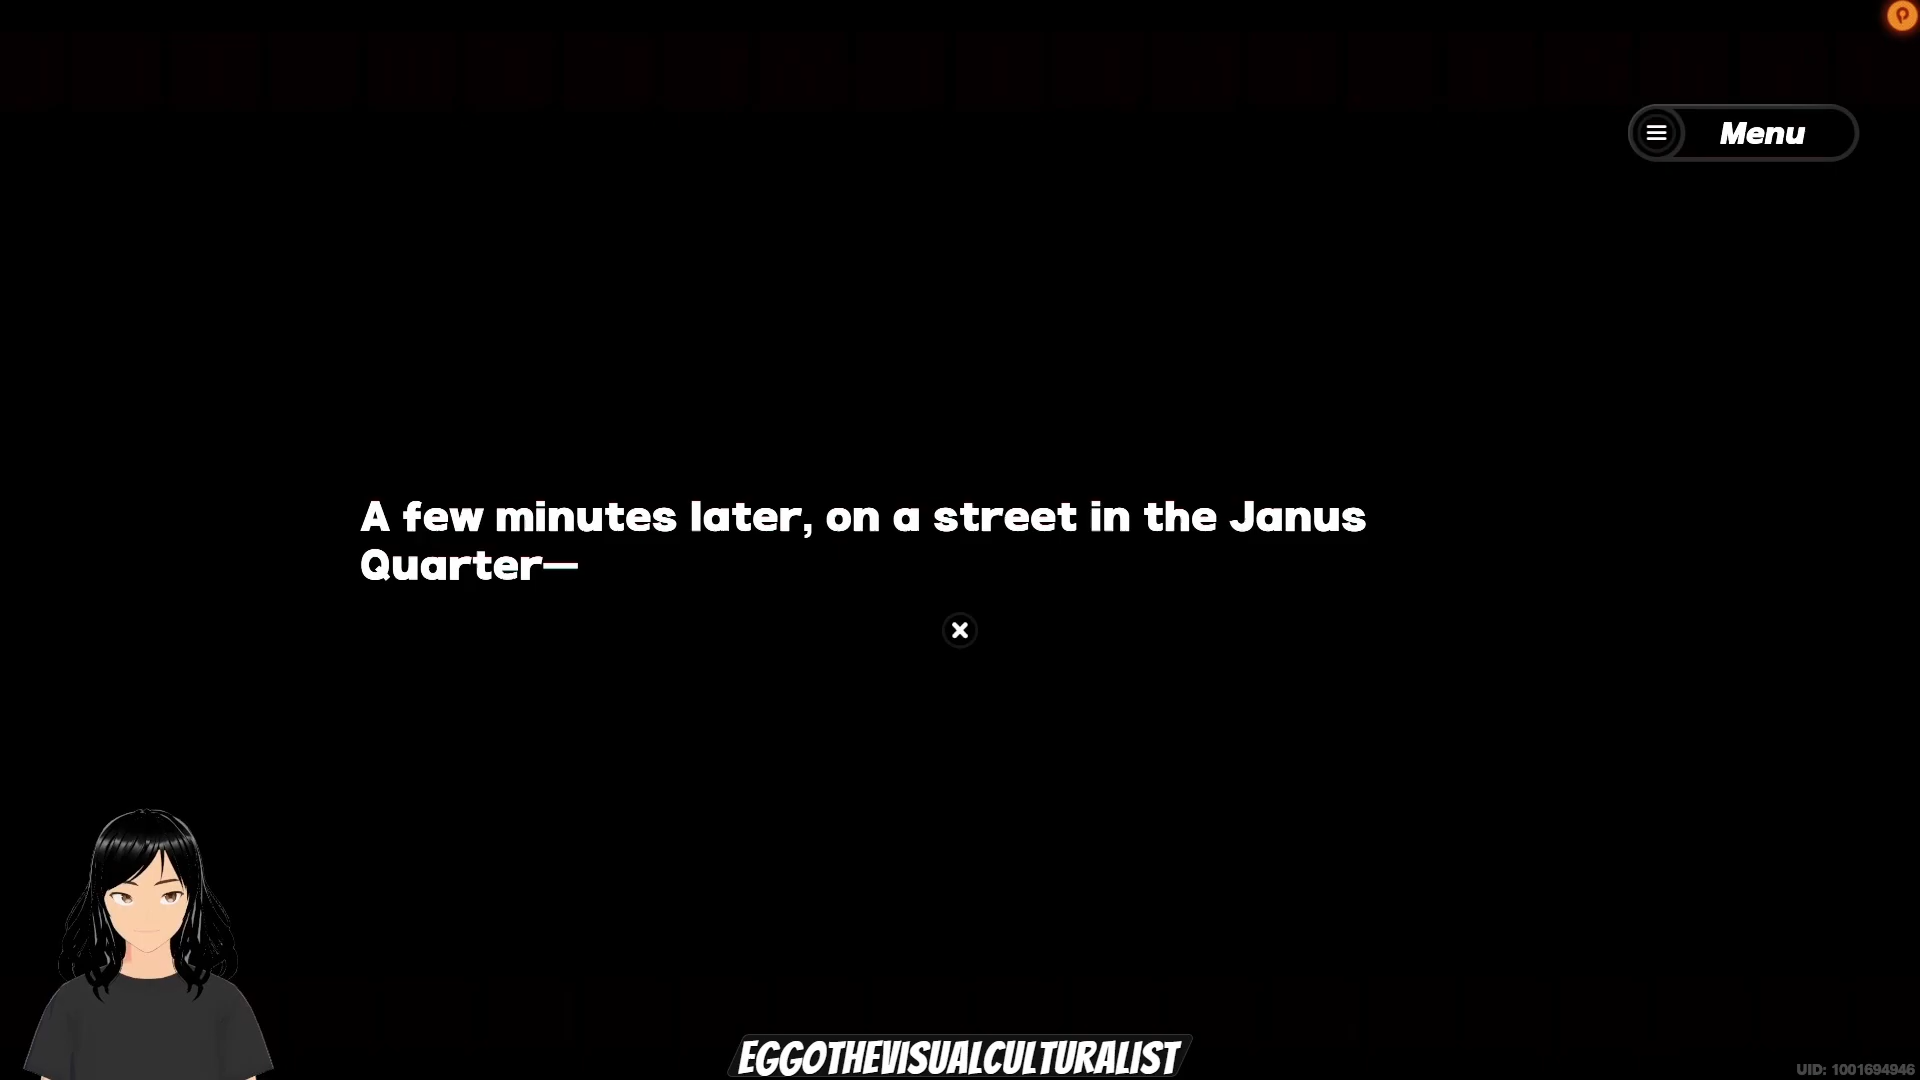 Menu
A few minutes later, on a street in the Janus
Quarter—
EGGOTHEVISUALCULTURALIST
UID: 1001694946